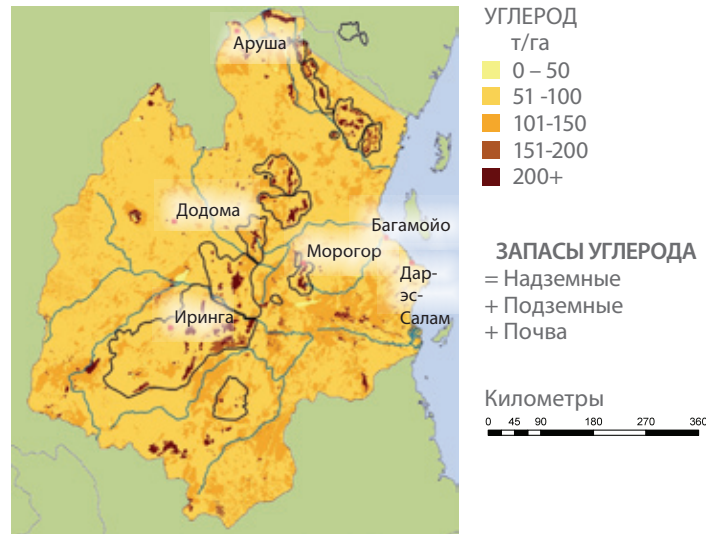 Аруша
Додома
Багамойо
Морогор
Дар-
эс-
Салам
Иринга
УГЛЕРОД
т/га
0 – 50
51 -100
101-150
151-200
200+
ЗАПАСЫ УГЛЕРОДА
= Надземные
+ Подземные
+ Почва
Километры
0 45 90 180 270 360